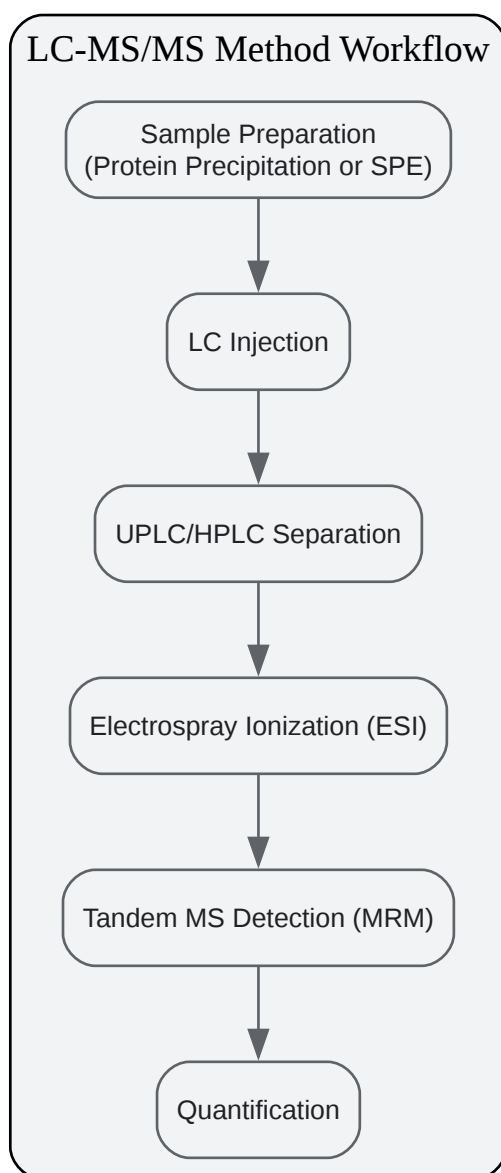 LC-MS/MS Method Workflow
Sample Preparation
(Protein Precipitation or SPE)
LC Injection
UPLC/HPLC Separation
Electrospray Ionization (ESI)
Tandem MS Detection (MRM)
Quantification